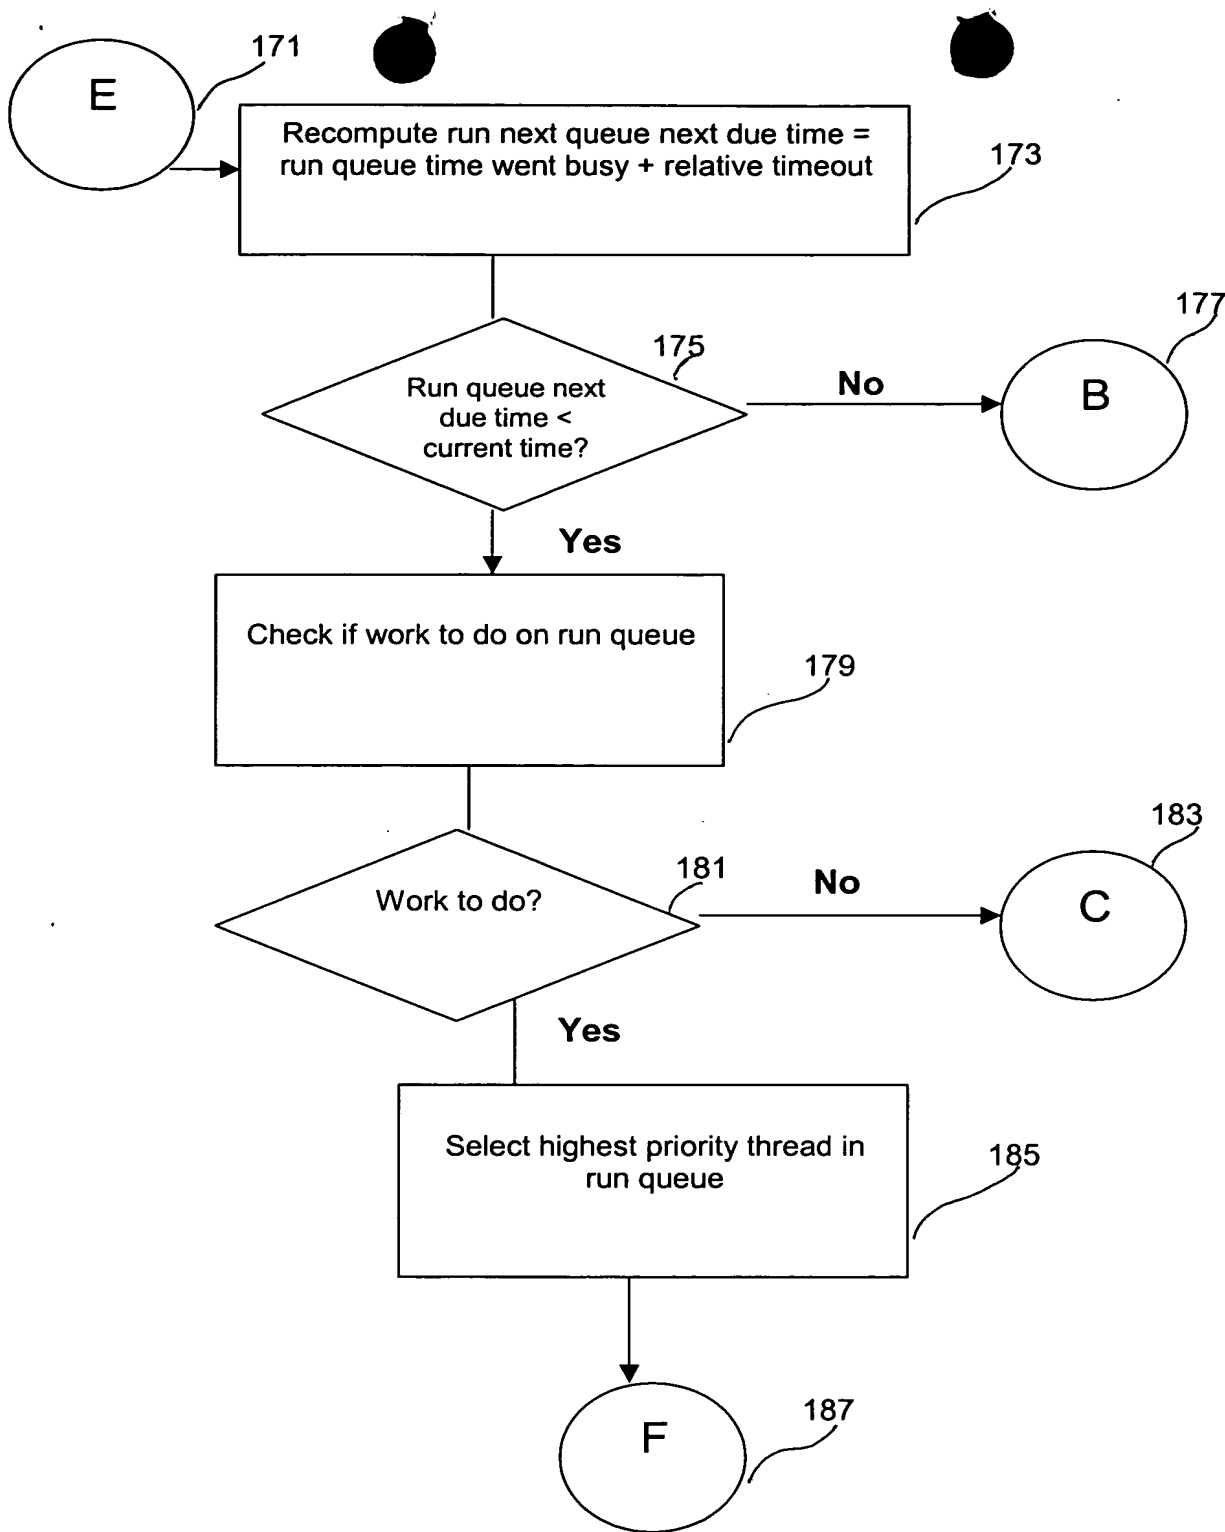 E
171
Recompute run next queue next due time =
run queue time went busy + relative timeout
173
175
Run queue next
due time <
current time?
No
177
B
Yes
Check if work to do on run queue
179
181
Work to do?
No
183
C
Yes
Select highest priority thread in
run queue
185
F
187